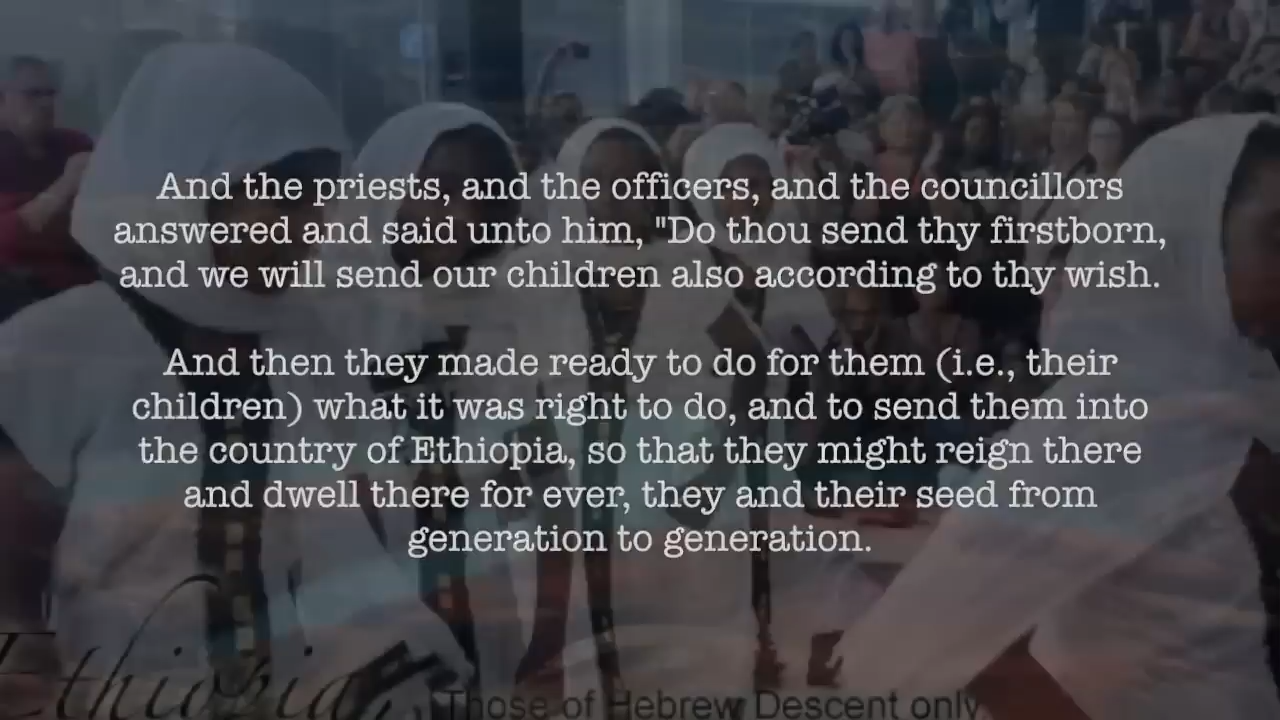 And the priests, and the officers, and the councillors
answered and said unto him, "Do thou send thy firstborn,
and we will send our children also according to thy wish.
And then they made ready to do for them (i.e., their
children) what it was right to do, and to send them into
the country of Ethiopia, so that they might reign there
and dwell there for ever, they and their seed from
generation to generation.
Ethiopia
Those of Hebrew Descent only